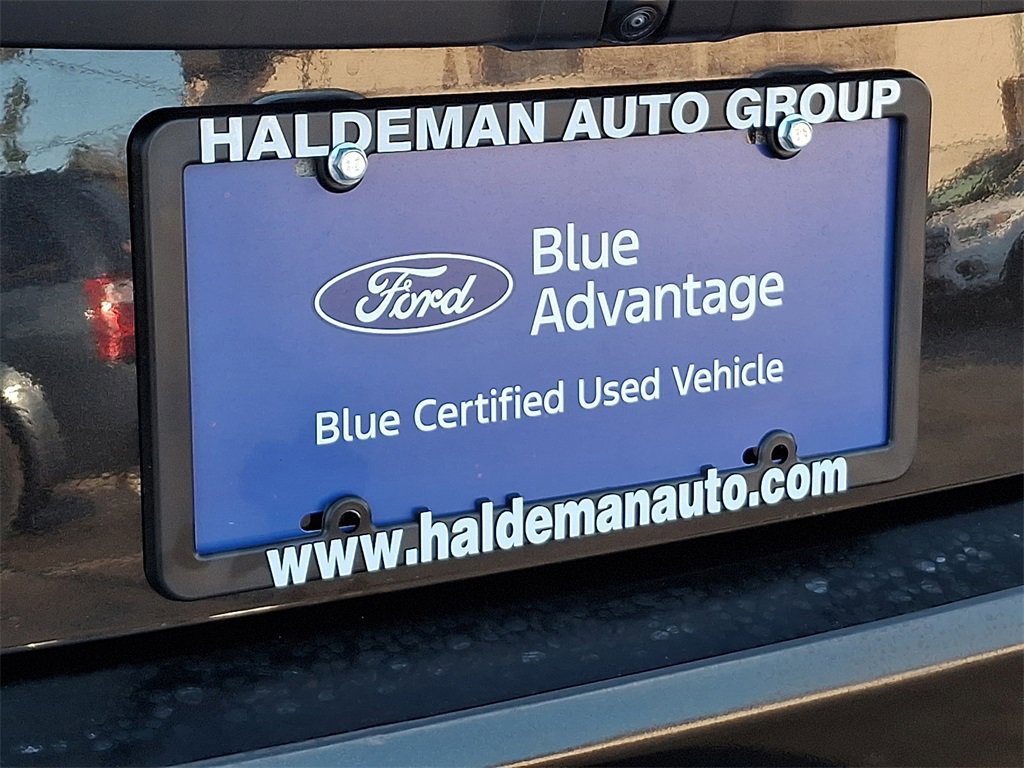 HALDEMAN AUTO GROUP
Ford
Blue
Advantage
Blue Certified Used Vehicle
www.haldemanauto.com